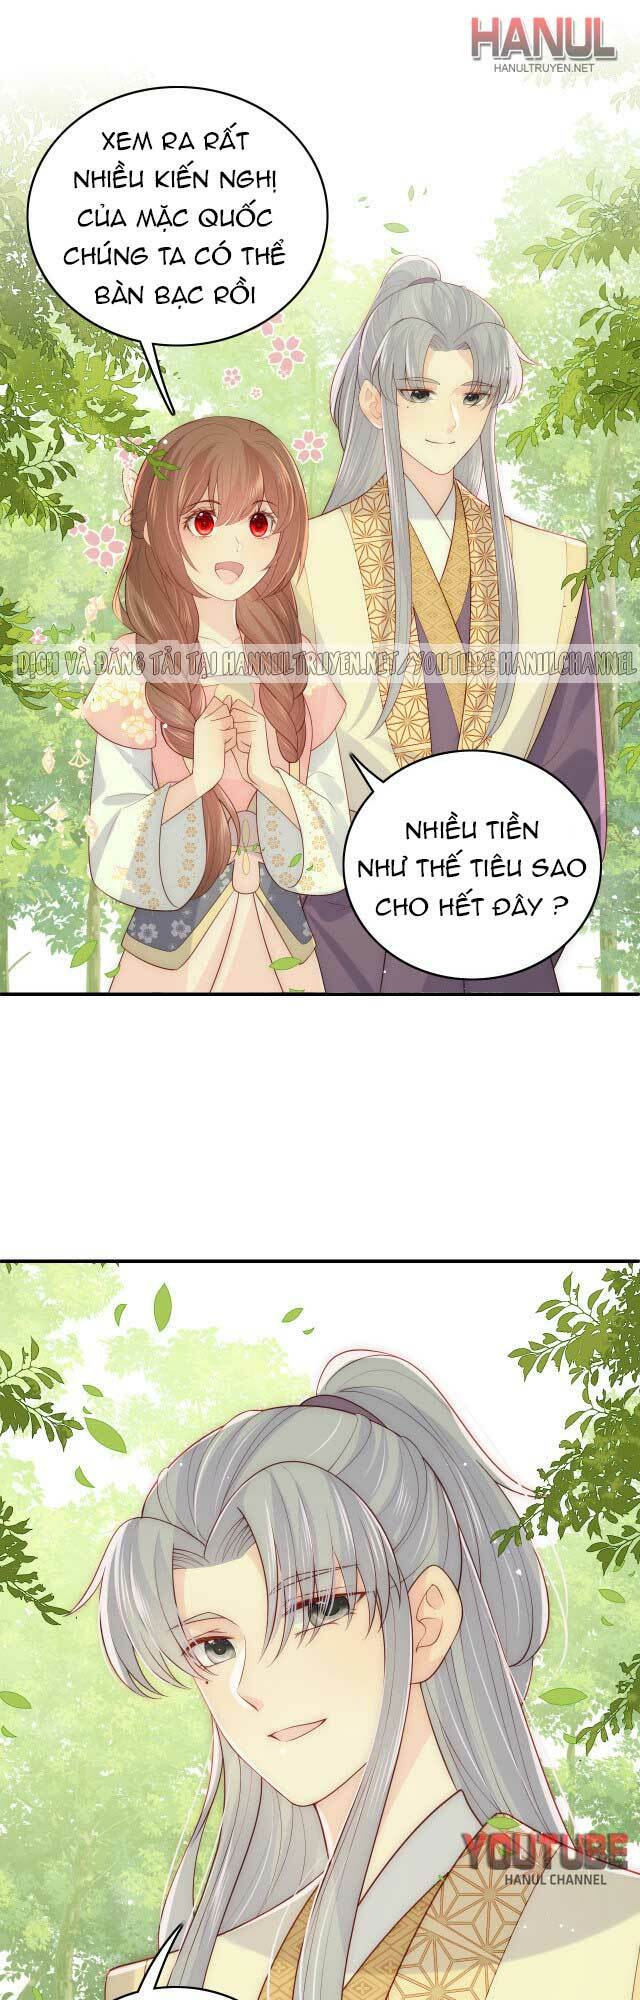 HANUL
HANULTRUYEN.NET
XEM RA RẤT
NHIỀU KIẾN NGHỊ
CỦA MẶC QUỐC
CHÚNG TA CÓ THỂ
BÀN BẠC RỒI
DỊCH VÀ ĐĂNG TẢI TẠI HANNULTRUYEN.NET/YOUTUBE HANULCHANNEL
NHIỀU TIỀN
NHƯ THẾ TIÊU SAO
CHO HẾT ĐÂY ?
YOUTUBE
HANUL CHANNEL